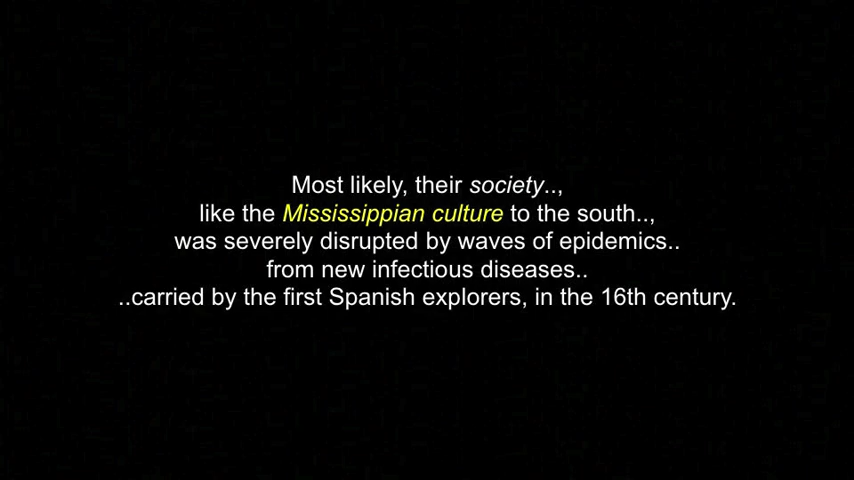 Most likely, their society..,
like the Mississippian culture to the south..,
was severely disrupted by waves of epidemics..
from new infectious diseases..
..carried by the first Spanish explorers, in the 16th century.